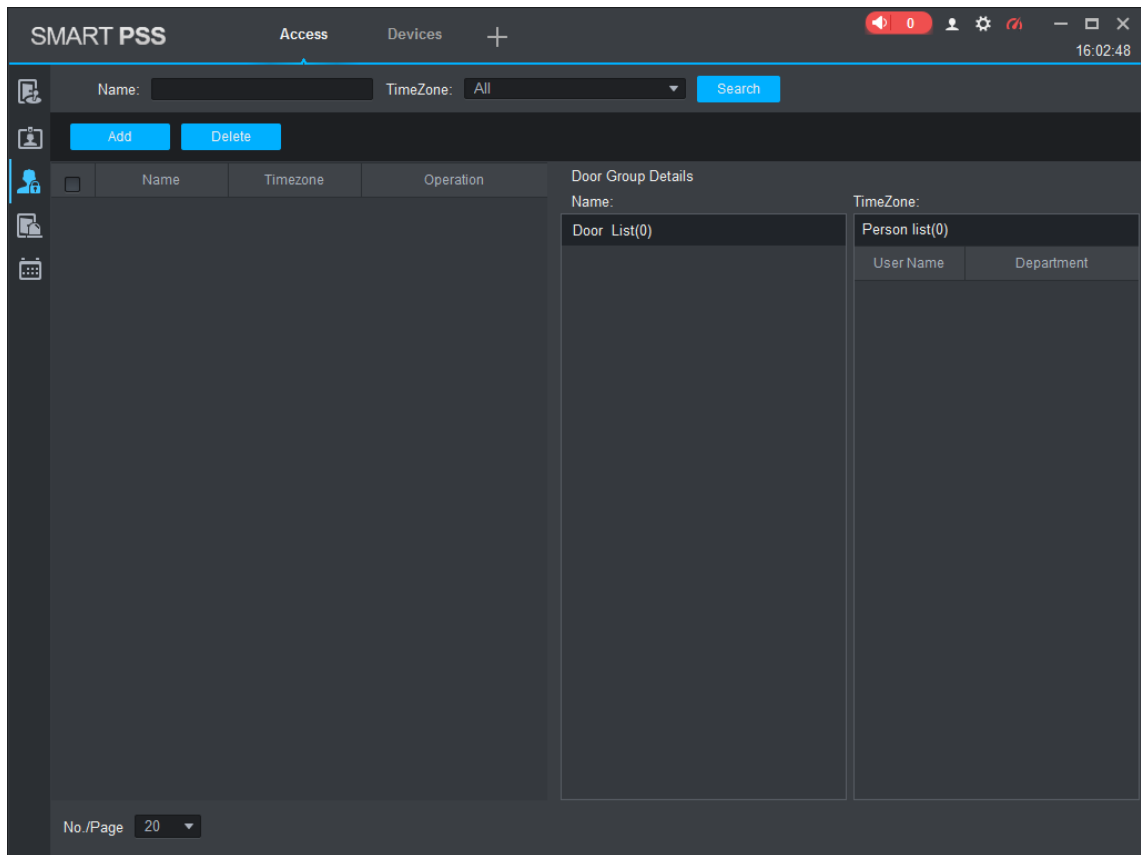 SMART PSS Access Devices 0
16:02:48
Name: TimeZone: All Search
Add Delete
Name Timezone Operation
Door Group Details
Name: TimeZone:
Door List(0) Person list(0)
User Name Department
No./Page 20